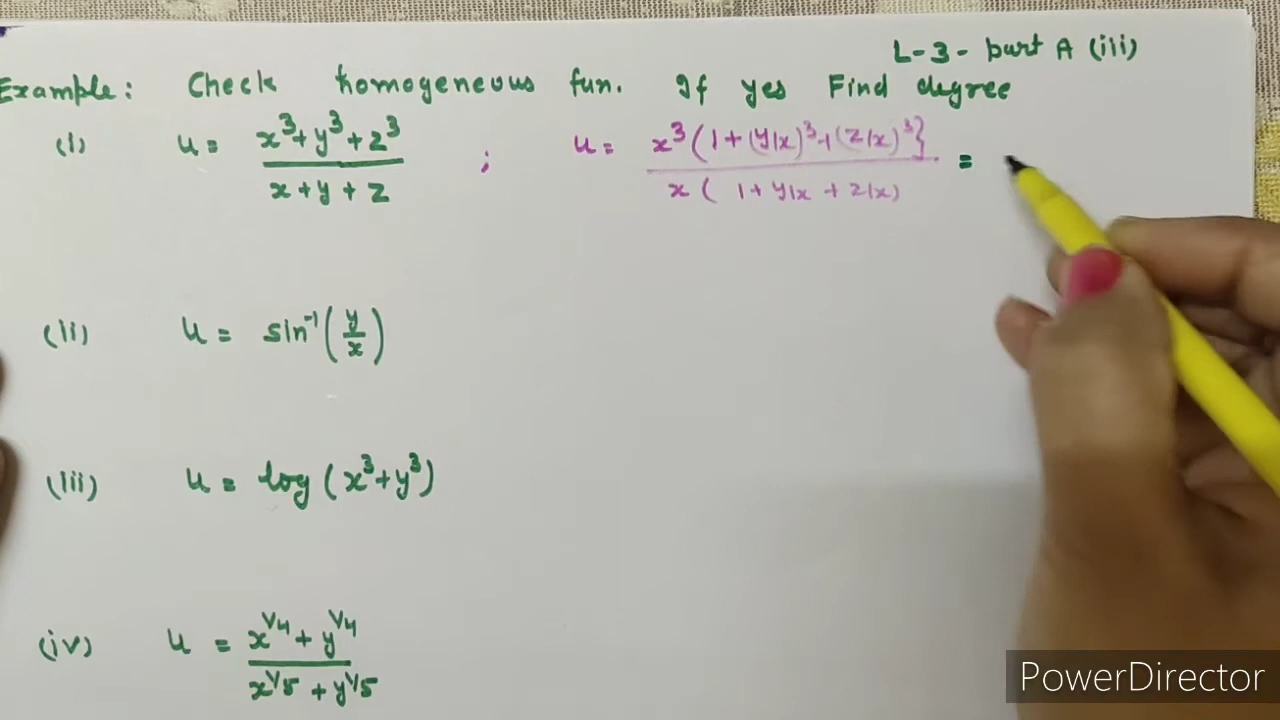 L-3- part A (iii)
Example: Check homogeneous fun. If yes Find degree
(i) u = x³+y³+z³ / x+y+z ; u = x³(1+(y/x)³+(z/x)³} / x(1+y/x+z/x) =
(ii) u = sin⁻¹(y/x)
(iii) u = log(x³+y³)
(iv) u = x^1/4 + y^1/4 / x^1/5 + y^1/5
PowerDirector